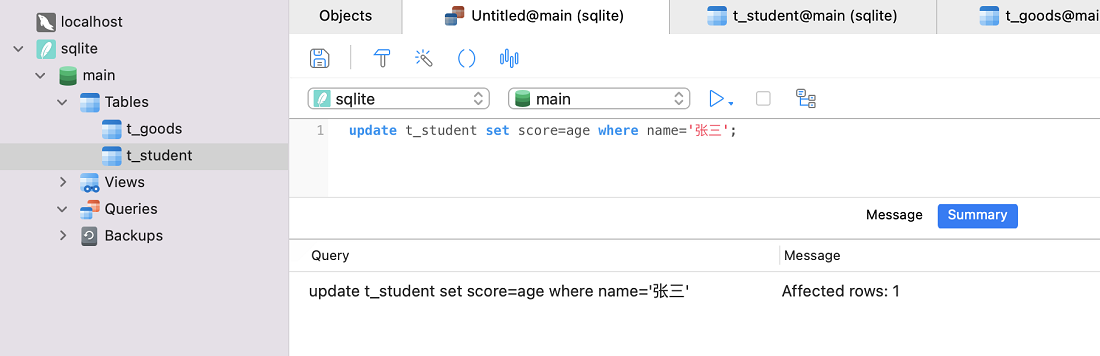 localhost
sqlite
main
Tables
t_goods
t_student
Views
Queries
Backups
Objects
Untitled@main (sqlite)
t_student@main (sqlite)
t_goods@mai
sqlite
main
1 update t_student set score=age where name='张三';
Message Summary
Query Message
update t_student set score=age where name='张三' Affected rows: 1